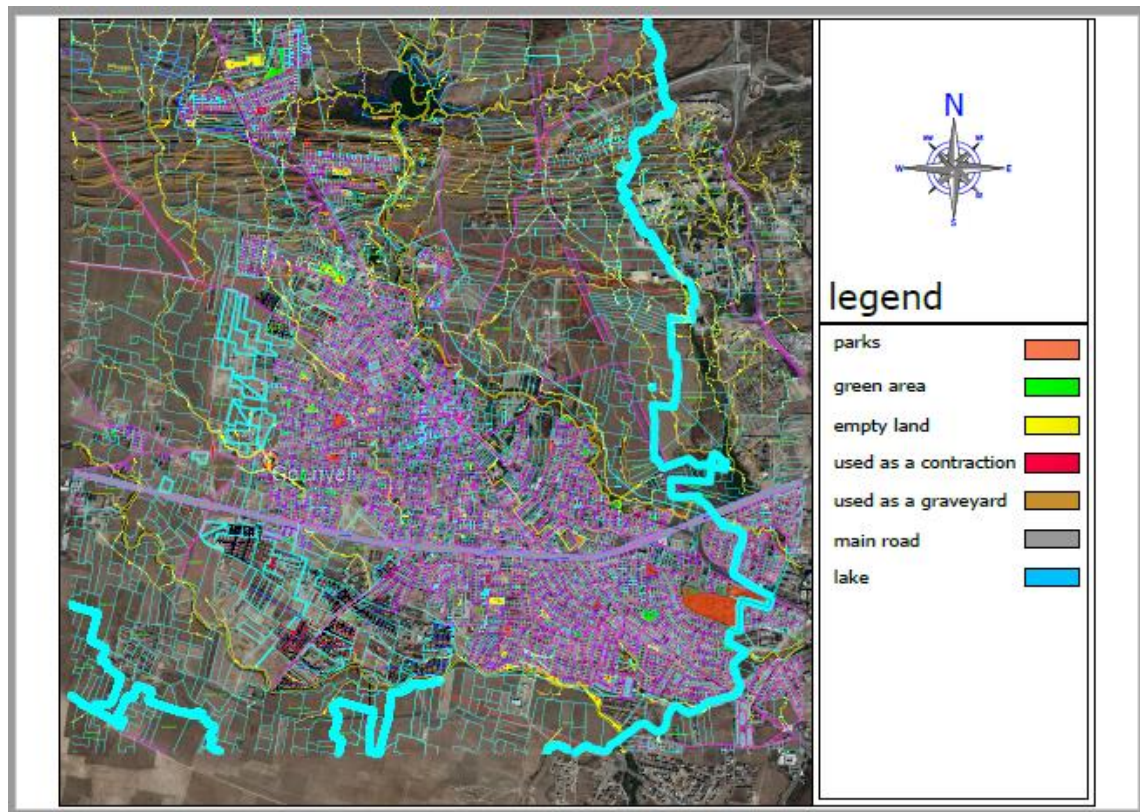 N
W
E
S
legend
parks
green area
empty land
used as a contraction
used as a graveyard
main road
lake